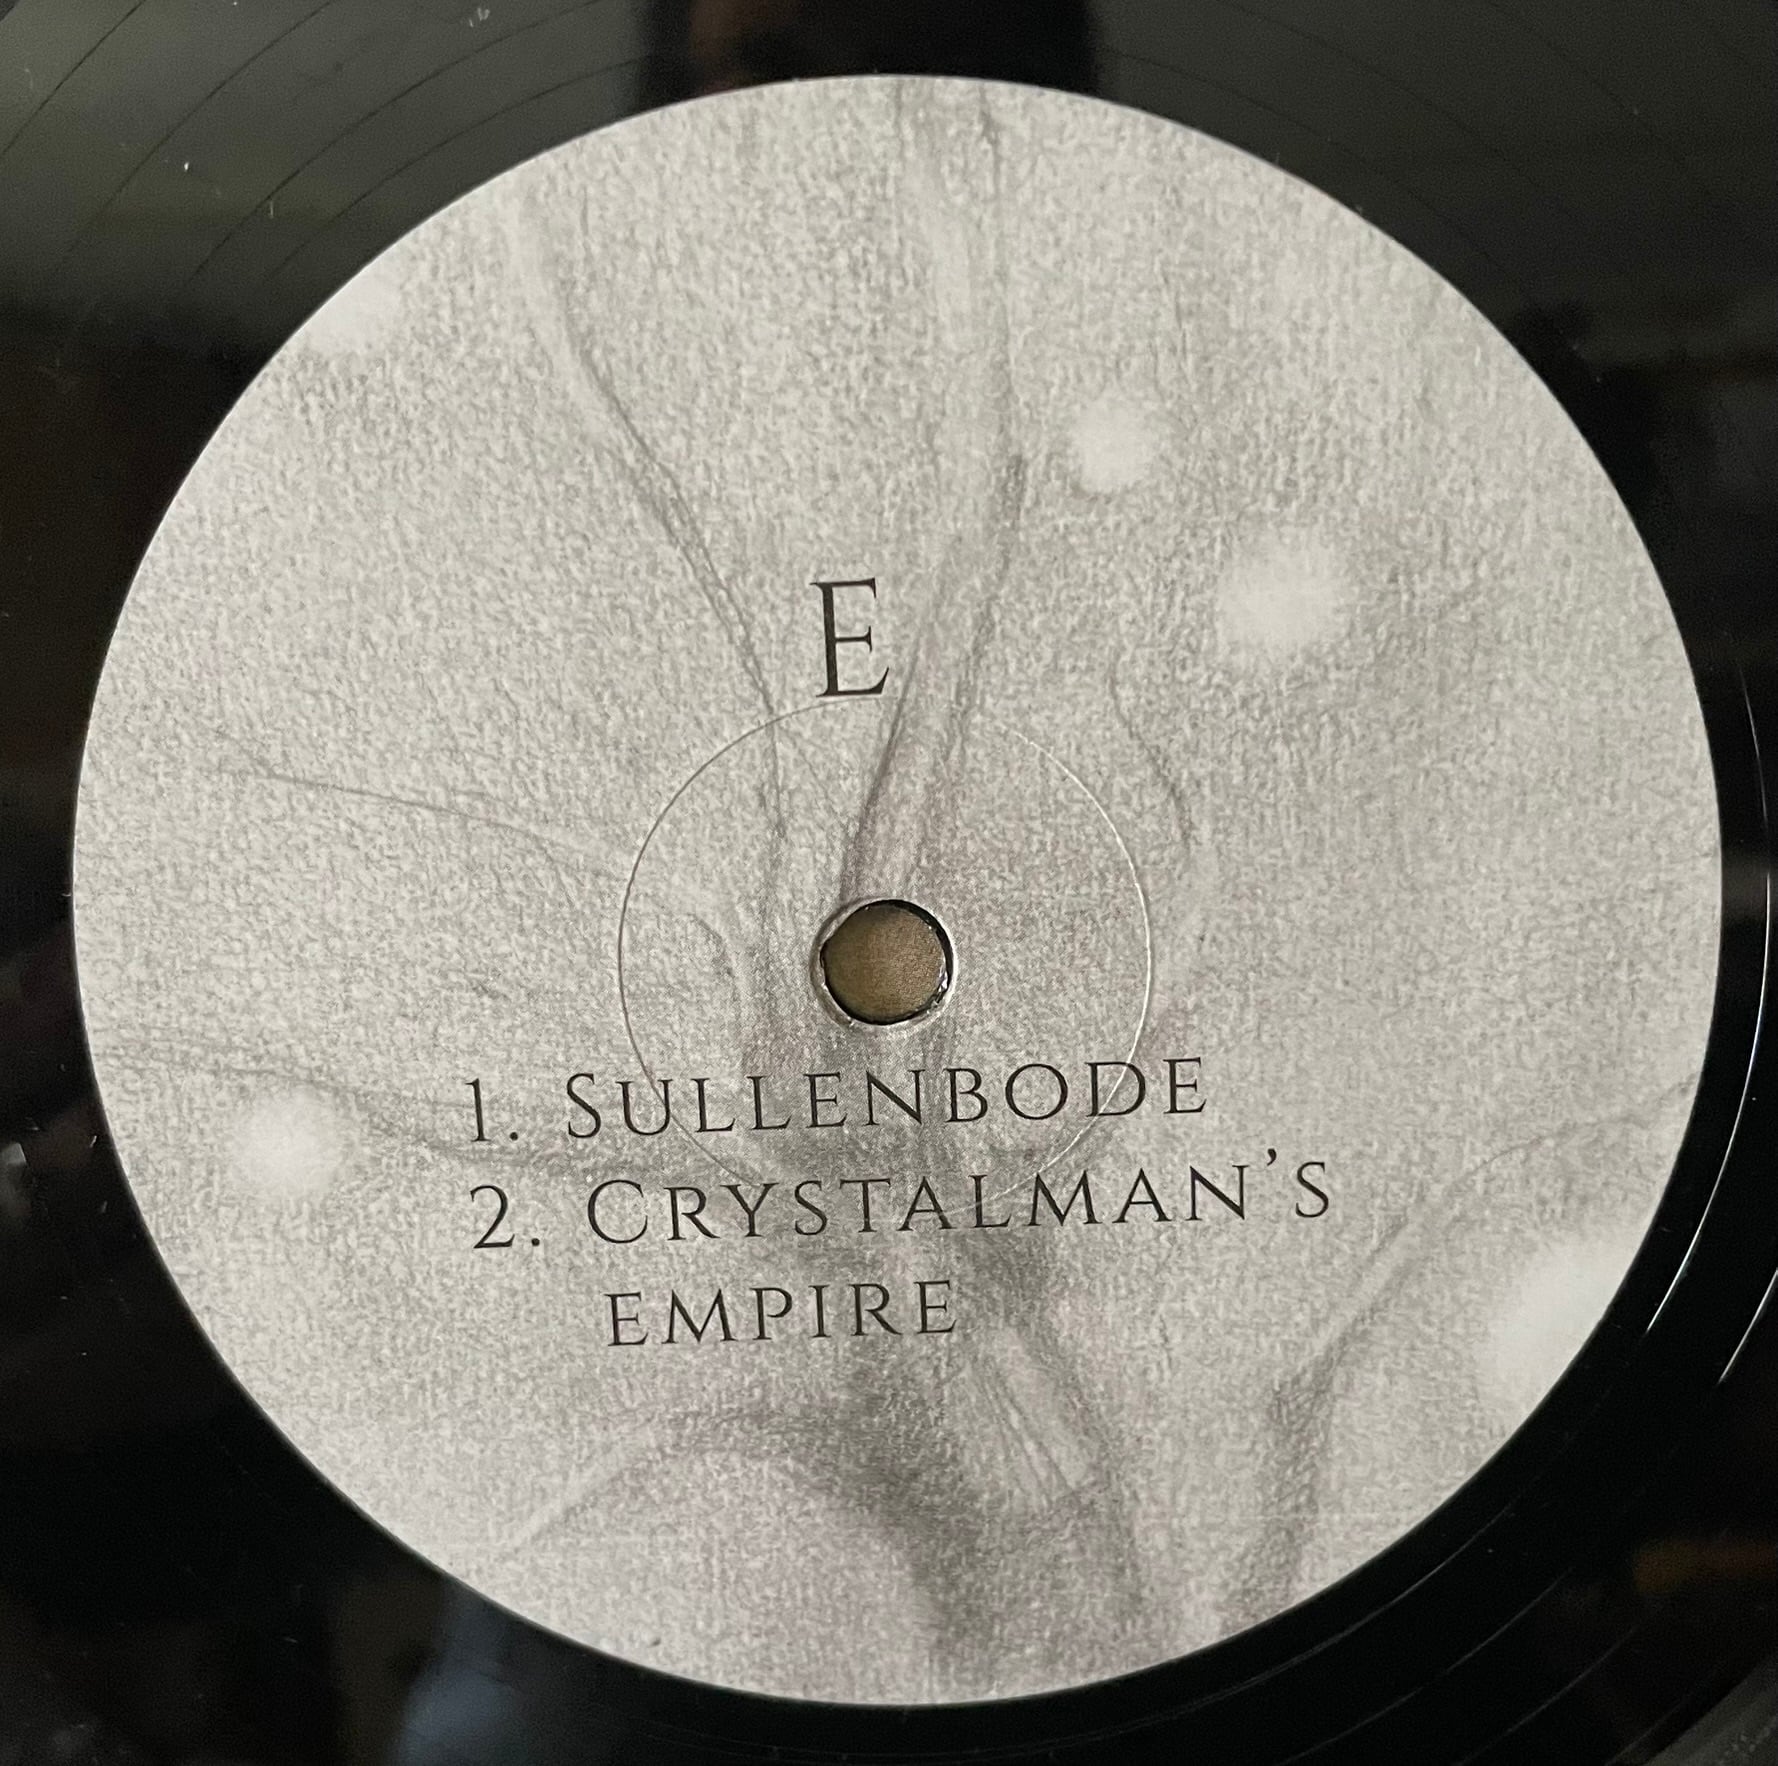 E
1. Sullenbode
2. Crystalman's
empire